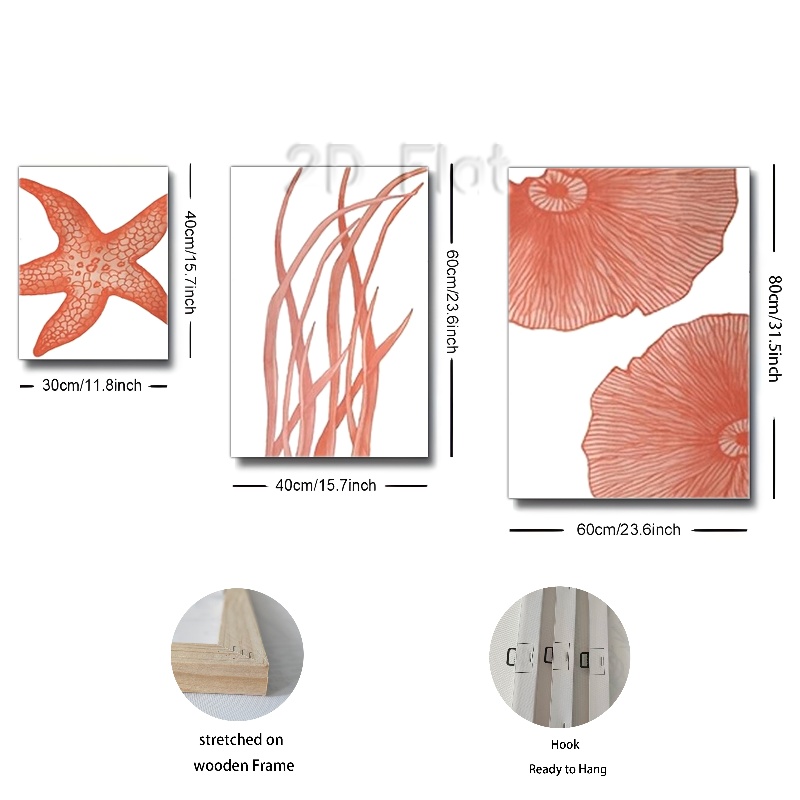 2D Flat
40cm/15.7inch
30cm/11.8inch
60cm/23.6inch
40cm/15.7inch
80cm/31.5inch
60cm/23.6inch
stretched on
wooden Frame
Hook
Ready to Hang